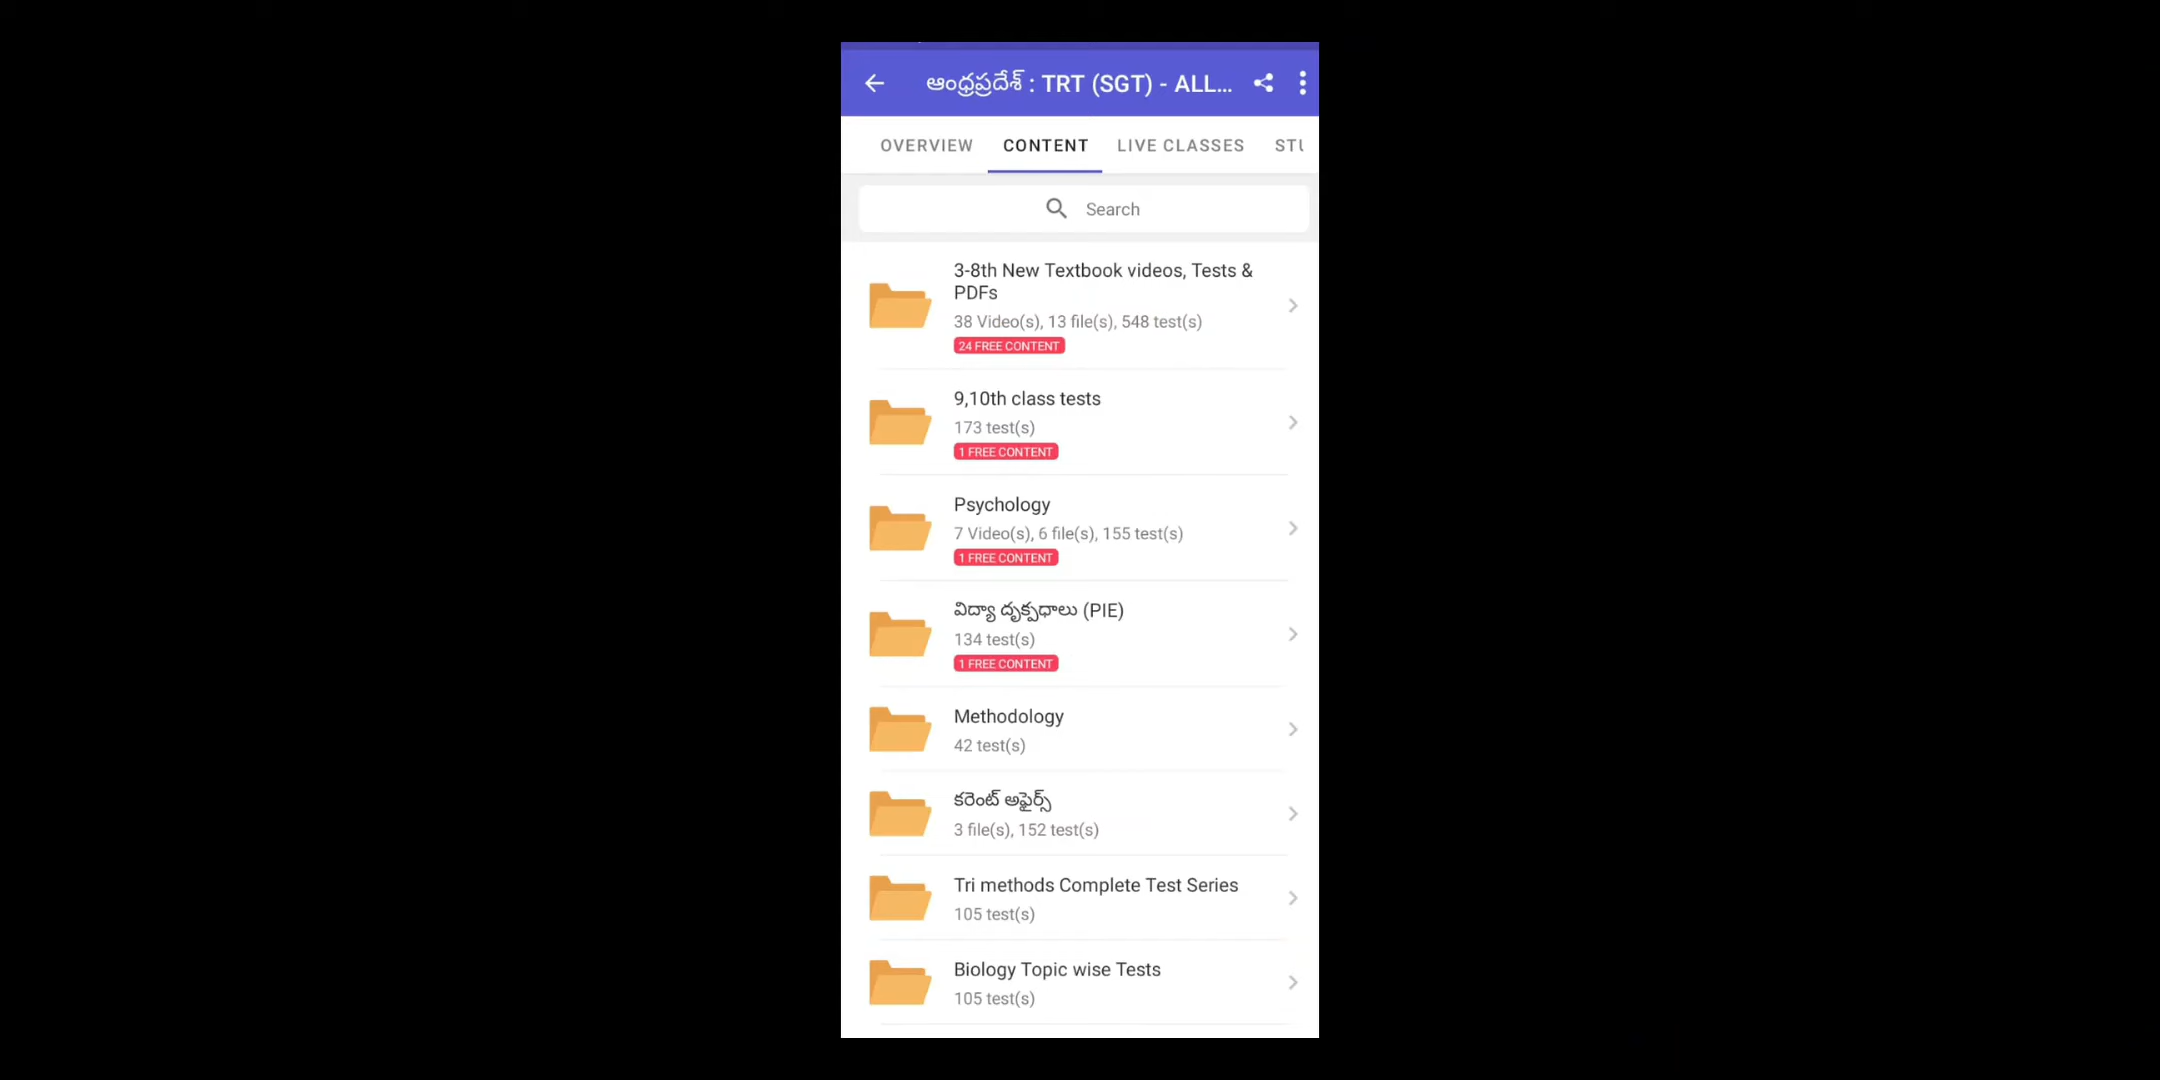 ఆంధ్రప్రదేశ్ : TRT (SGT) - ALL...
OVERVIEW CONTENT LIVE CLASSES STU
Search
3-8th New Textbook videos, Tests &
PDFs
38 Video(s), 13 file(s), 548 test(s)
24 FREE CONTENT
9,10th class tests
173 test(s)
1 FREE CONTENT
Psychology
7 Video(s), 6 file(s), 155 test(s)
1 FREE CONTENT
విద్యా దృక్పధాలు (PIE)
134 test(s)
1 FREE CONTENT
Methodology
42 test(s)
కరెంట్ అఫైర్స్
3 file(s), 152 test(s)
Tri methods Complete Test Series
105 test(s)
Biology Topic wise Tests
105 test(s)